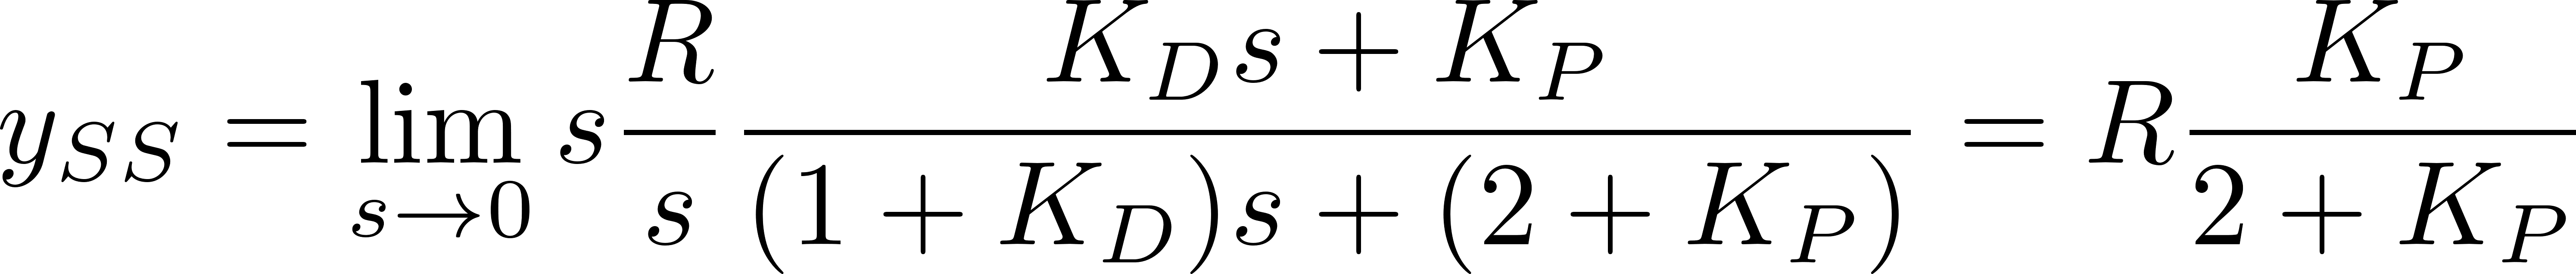 $y_{SS} = \lim_{s \to 0} s \frac{R}{s} \frac{K_D s + K_P}{(1 + K_D)s + (2 + K_P)} = R \frac{K_P}{2 + K_P}$